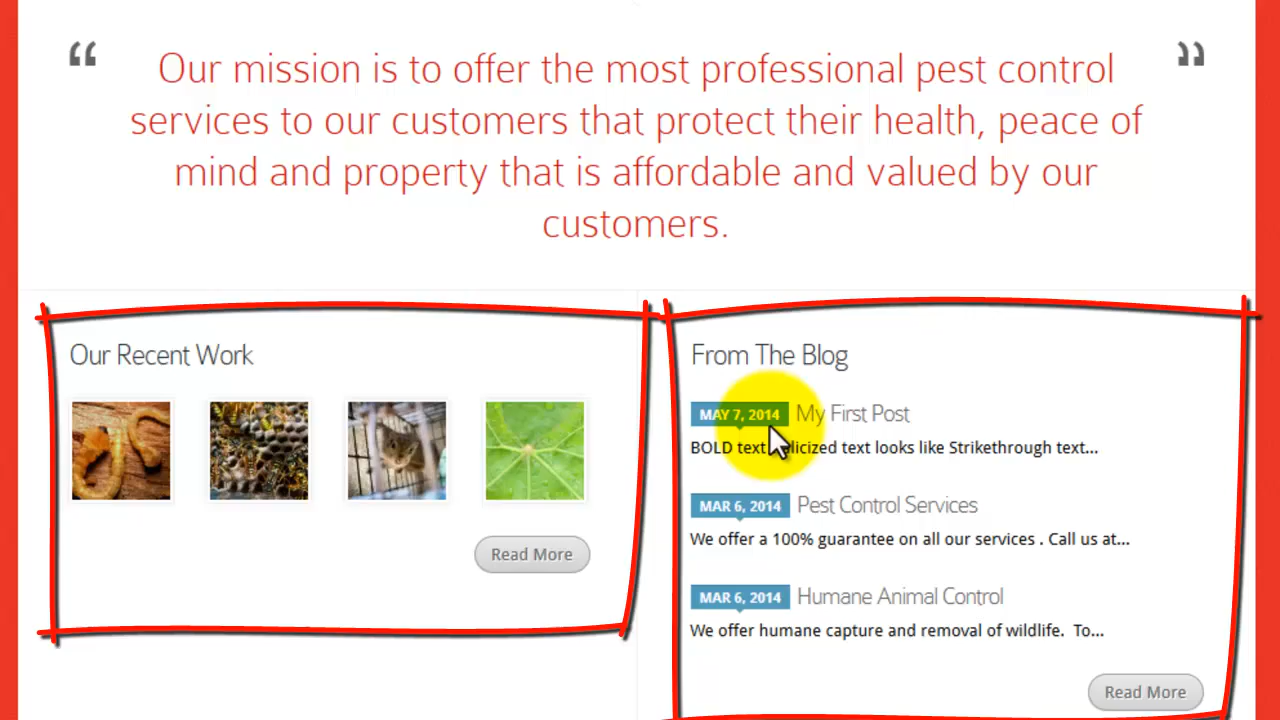 “ Our mission is to offer the most professional pest control ”
services to our customers that protect their health, peace of
mind and property that is affordable and valued by our
customers.
Our Recent Work
Read More
From The Blog
MAY 7, 2014 My First Post
BOLD text licized text looks like Strikethrough text...
MAR 6, 2014 Pest Control Services
We offer a 100% guarantee on all our services . Call us at...
MAR 6, 2014 Humane Animal Control
We offer humane capture and removal of wildlife. To...
Read More